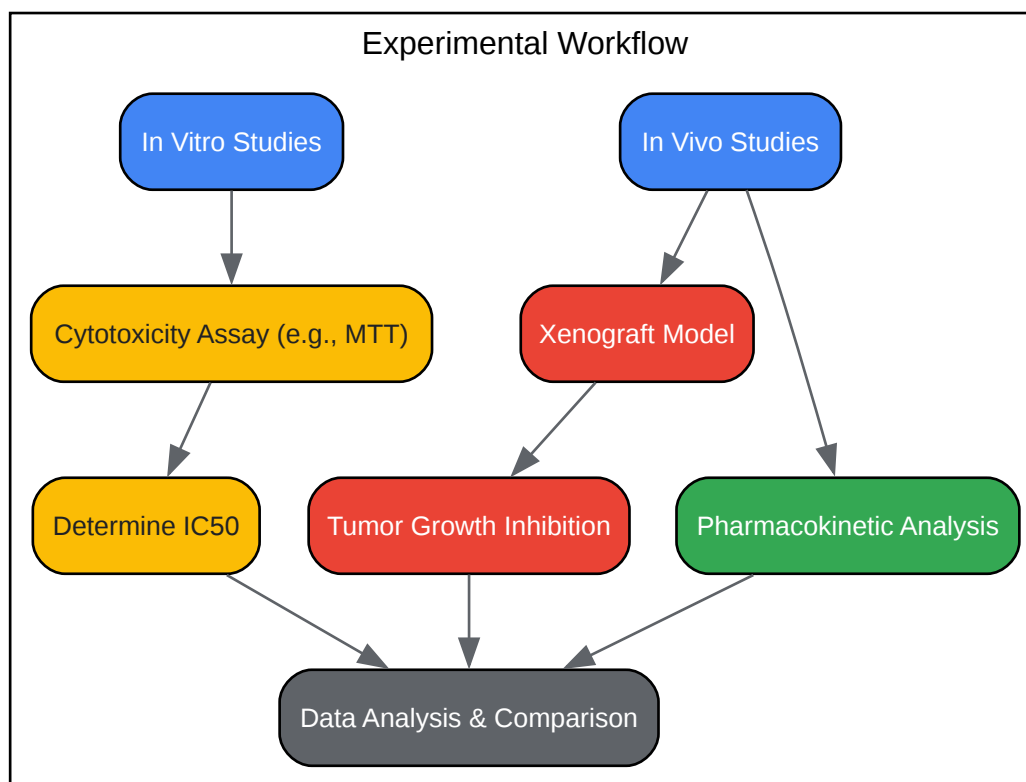 Experimental Workflow
In Vitro Studies
In Vivo Studies
Cytotoxicity Assay (e.g., MTT)
Xenograft Model
Determine IC50
Tumor Growth Inhibition
Pharmacokinetic Analysis
Data Analysis & Comparison